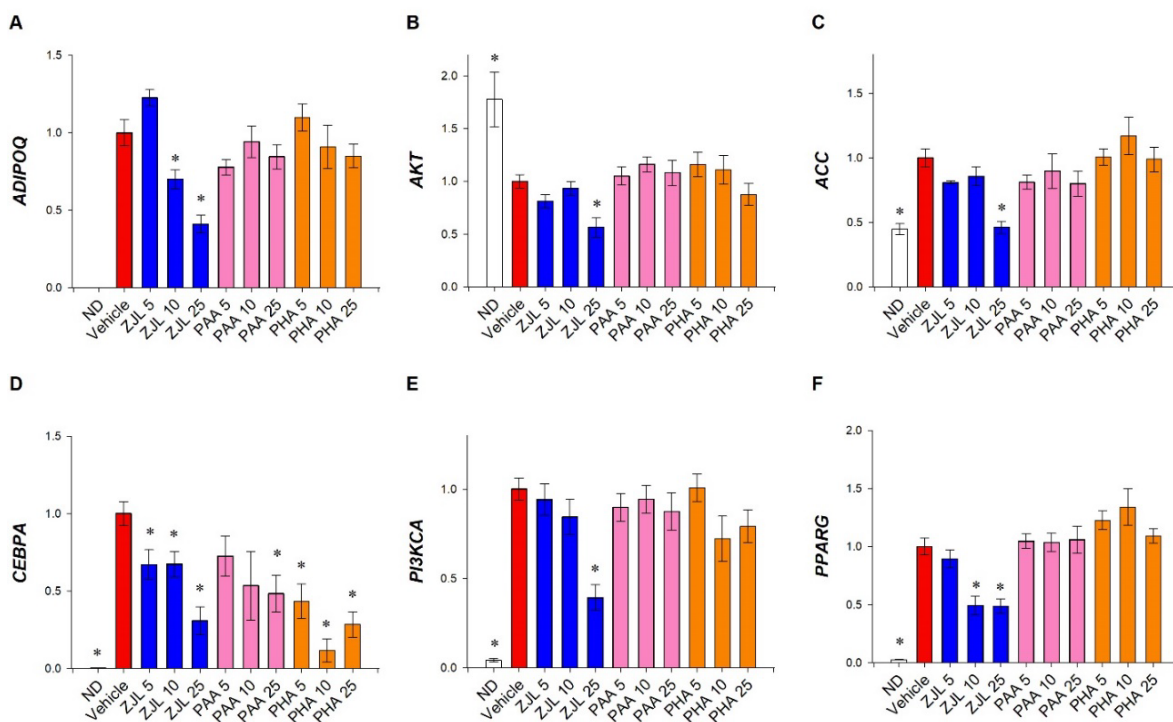 A
ADIPOQ
1.5
1.0
0.5
0.0
*
*
ND
Vehicle
ZJL 5
ZJL 10
ZJL 25
PAA 5
PAA 10
PAA 25
PHA 5
PHA 10
PHA 25
B
AKT
2.0
1.5
1.0
0.5
0.0
*
*
ND
Vehicle
ZJL 5
ZJL 10
ZJL 25
PAA 5
PAA 10
PAA 25
PHA 5
PHA 10
PHA 25
C
ACC
1.5
1.0
0.5
0.0
*
*
ND
Vehicle
ZJL 5
ZJL 10
ZJL 25
PAA 5
PAA 10
PAA 25
PHA 5
PHA 10
PHA 25
D
CEBPA
1.5
1.0
0.5
0.0
*
*
*
*
*
*
*
*
ND
Vehicle
ZJL 5
ZJL 10
ZJL 25
PAA 5
PAA 10
PAA 25
PHA 5
PHA 10
PHA 25
E
PI3KCA
1.0
0.5
0.0
*
*
ND
Vehicle
ZJL 5
ZJL 10
ZJL 25
PAA 5
PAA 10
PAA 25
PHA 5
PHA 10
PHA 25
F
PPARG
2.0
1.5
1.0
0.5
0.0
*
*
*
ND
Vehicle
ZJL 5
ZJL 10
ZJL 25
PAA 5
PAA 10
PAA 25
PHA 5
PHA 10
PHA 25